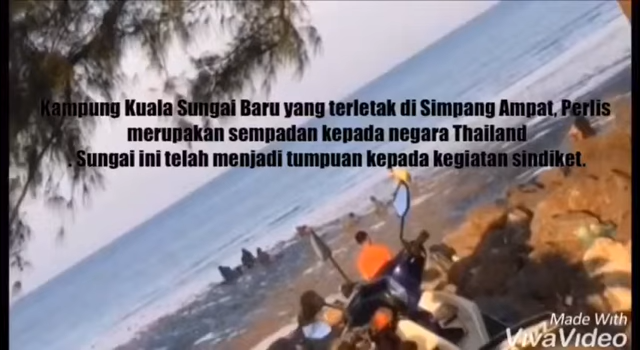 Kampung Kuala Sungai Baru yang terletak di Simpang Ampat, Perlis
merupakan sempadan kepada negara Thailand
. Sungai ini telah menjadi tumpuan kepada kegiatan sindiket.
Made With
VivaVideo